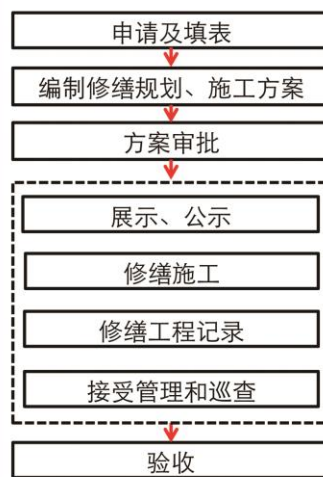 申请及填表
编制修缮规划、施工方案
方案审批
展示、公示
修缮施工
修缮工程记录
接受管理和巡查
验收